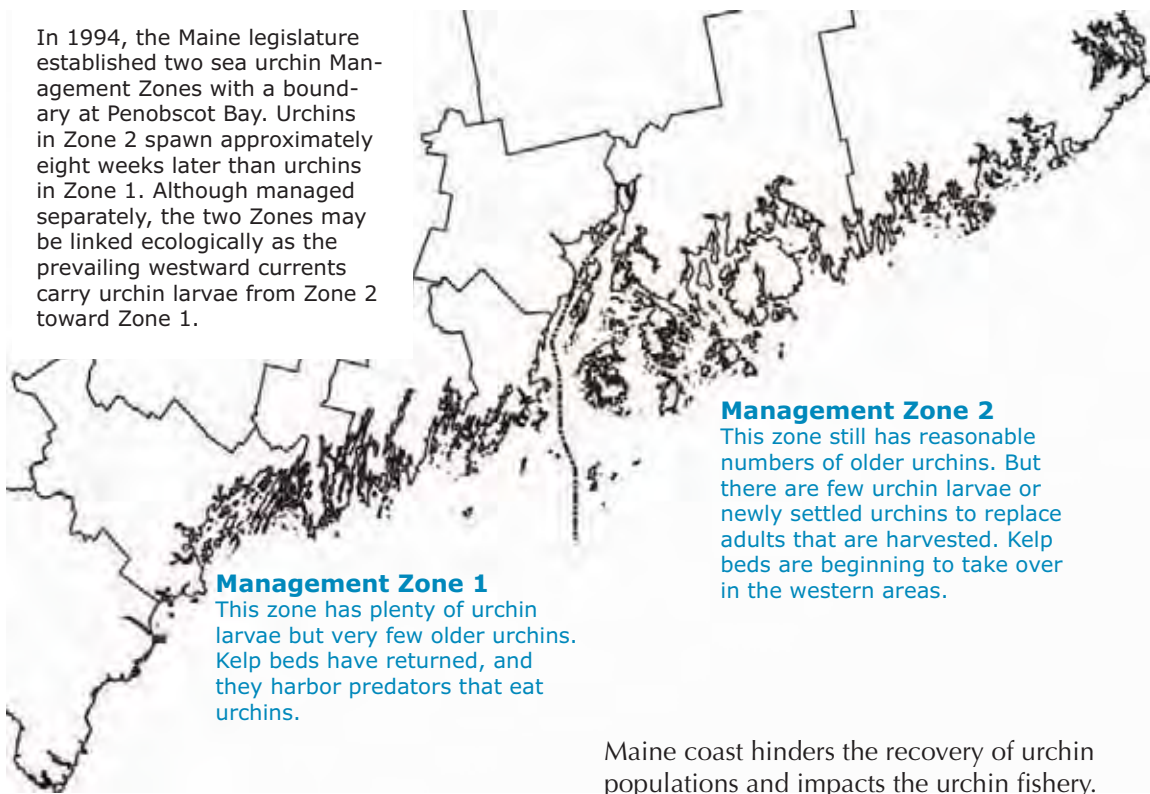 In 1994, the Maine legislature
established two sea urchin Man-
agement Zones with a bound-
ary at Penobscot Bay. Urchins
in Zone 2 spawn approximately
eight weeks later than urchins
in Zone 1. Although managed
separately, the two Zones may
be linked ecologically as the
prevailing westward currents
carry urchin larvae from Zone 2
toward Zone 1.
Management Zone 2
This zone still has reasonable
numbers of older urchins. But
there are few urchin larvae or
newly settled urchins to replace
adults that are harvested. Kelp
beds are beginning to take over
in the western areas.
Management Zone 1
This zone has plenty of urchin
larvae but very few older urchins.
Kelp beds have returned, and
they harbor predators that eat
urchins.
Maine coast hinders the recovery of urchin
populations and impacts the urchin fishery.